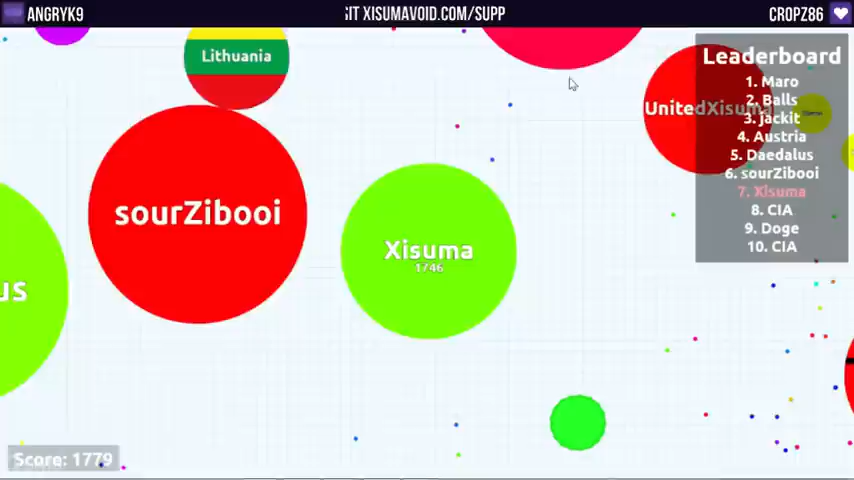 ANGRYK9
iT XISUMAVOID.COM/SUPP
CROPZ86
Lithuania
Leaderboard
1. Maro
2. Balls
3. Jackit
4. Austria
5. Daedalus
6. sourZibooi
7. Xisuma
8. CIA
9. Doge
10. CIA
UnitedXisuma
sourZibooi
Xisuma
1746
us
Score: 1779